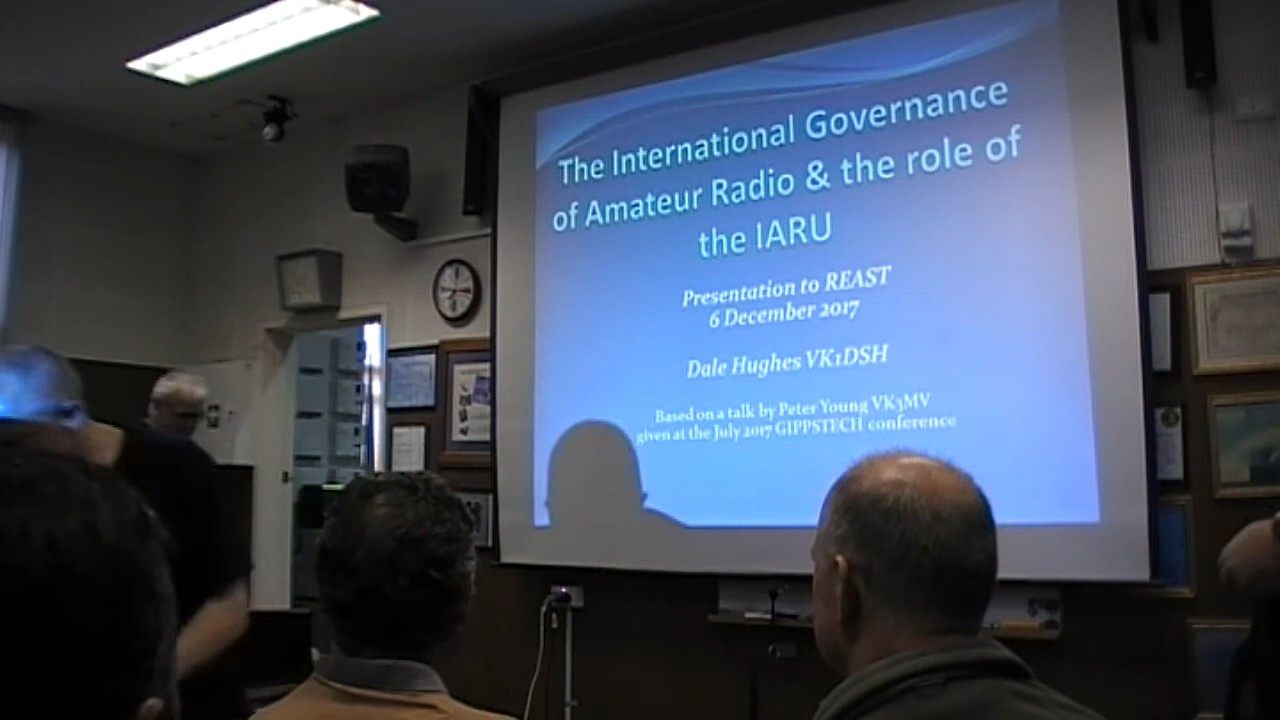 The International Governance
of Amateur Radio & the role of
the IARU
Presentation to REAST
6 December 2017
Dale Hughes VK1DSH
Based on a talk by Peter Young VK3MV
given at the July 2017 GIPPSTECH conference